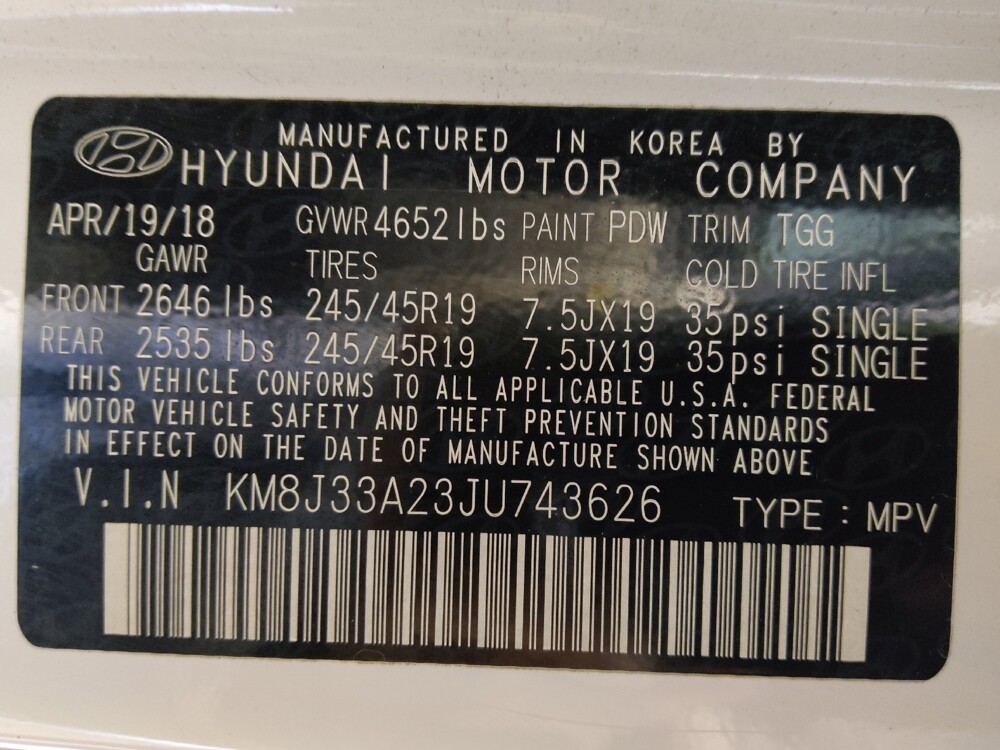 MANUFACTURED IN KOREA BY
HYUNDAI MOTOR COMPANY
APR/19/18 GVWR 4652lbs PAINT PDW TRIM TGG
GAWR TIRES RIMS COLD TIRE INFL
FRONT 2646 lbs 245/45R19 7.5JX19 35psi SINGLE
REAR 2535 lbs 245/45R19 7.5JX19 35psi SINGLE
THIS VEHICLE CONFORMS TO ALL APPLICABLE U.S.A. FEDERAL
MOTOR VEHICLE SAFETY AND THEFT PREVENTION STANDARDS
IN EFFECT ON THE DATE OF MANUFACTURE SHOWN ABOVE
V.I.N KM8J33A23JU743626 TYPE : MPV